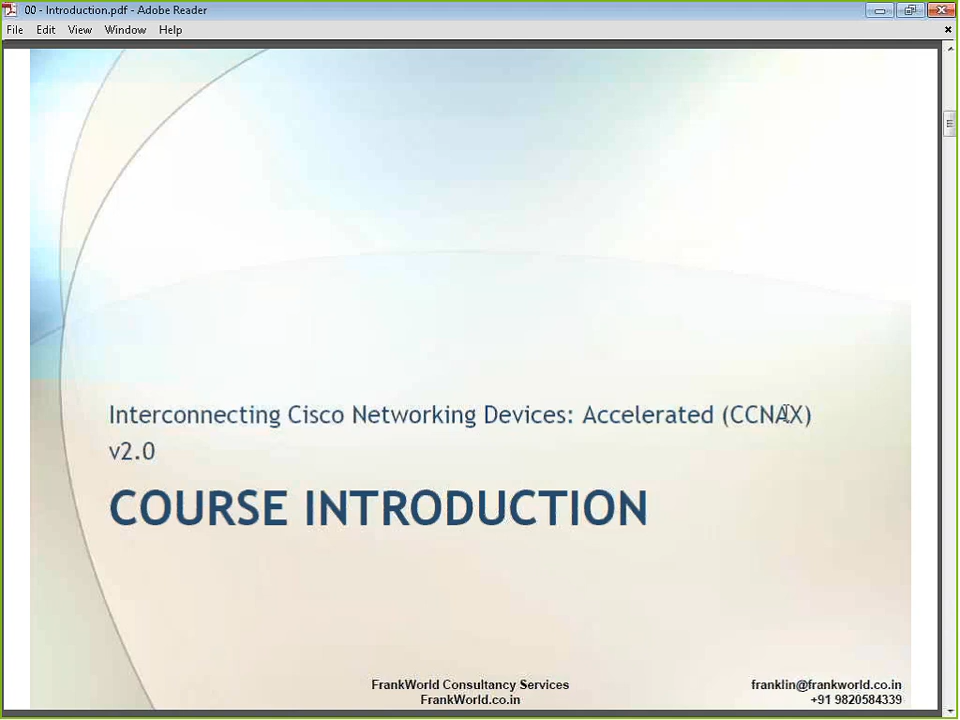 00 - Introduction.pdf - Adobe Reader
File Edit View Window Help
Interconnecting Cisco Networking Devices: Accelerated (CCNAX)
v2.0
COURSE INTRODUCTION
FrankWorld Consultancy Services
FrankWorld.co.in
franklin@frankworld.co.in
+91 9820584339